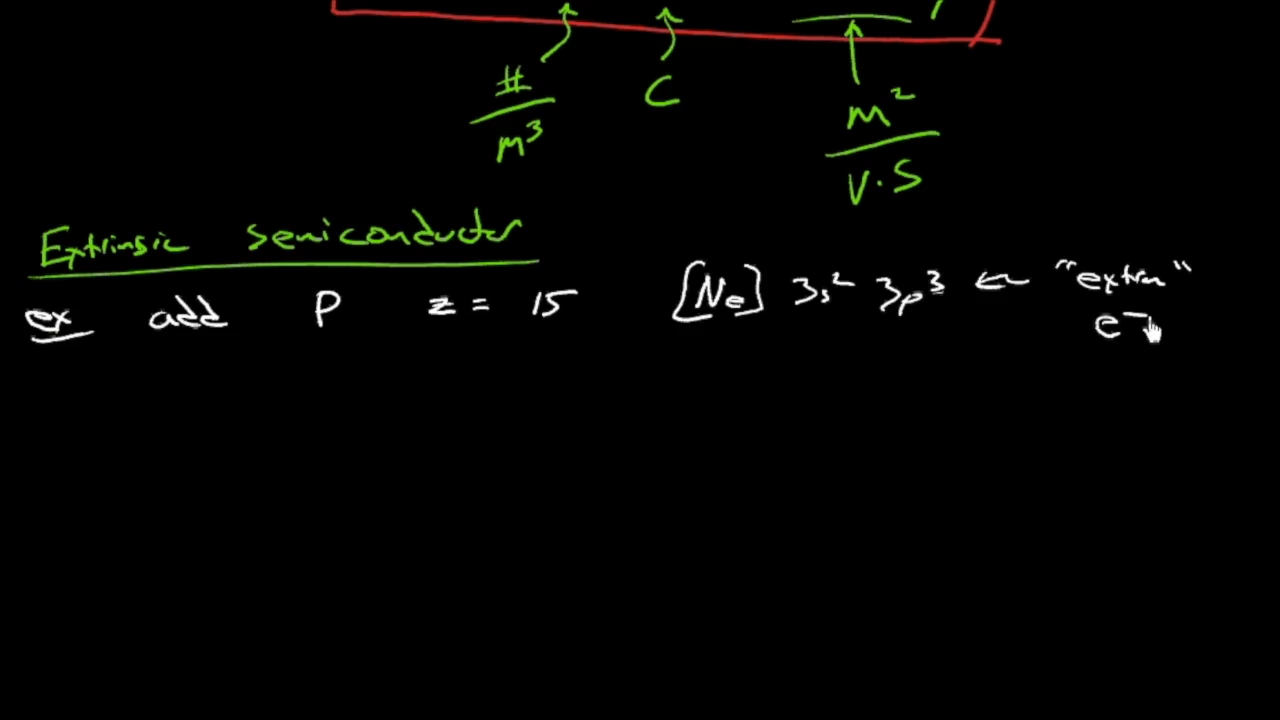 #
m³
C
m²
V·S
Extrinsic semiconductor
ex add P z = 15 [Ne] 3s² 3p³ ← "extra"
e⁻